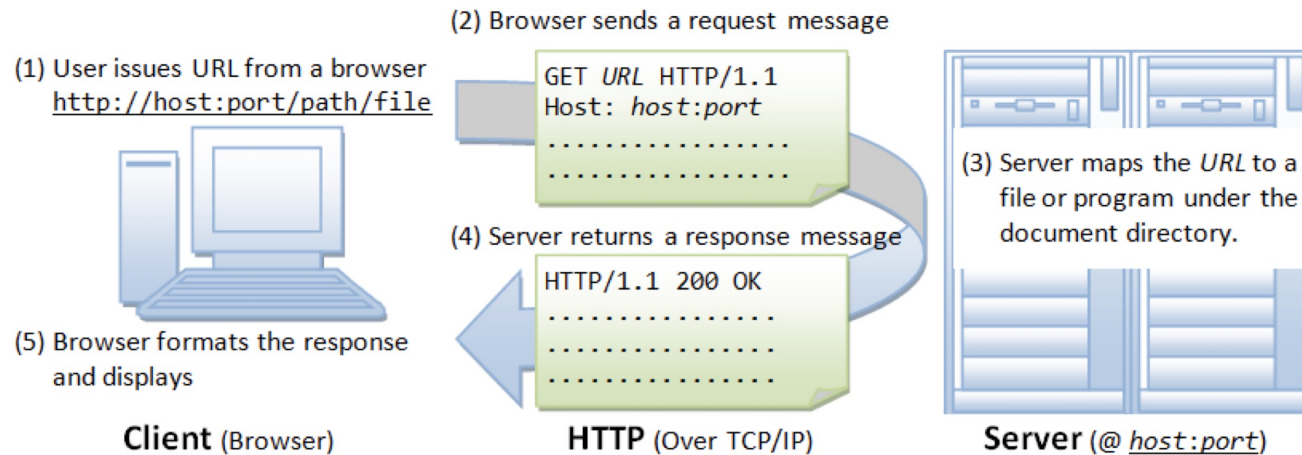 (1) User issues URL from a browser
http://host:port/path/file
(2) Browser sends a request message
GET URL HTTP/1.1
Host: host:port
.................
.................
(3) Server maps the URL to a
file or program under the
document directory.
(4) Server returns a response message
HTTP/1.1 200 OK
................
................
................
(5) Browser formats the response
and displays
Client (Browser)
HTTP (Over TCP/IP)
Server (@ host:port)